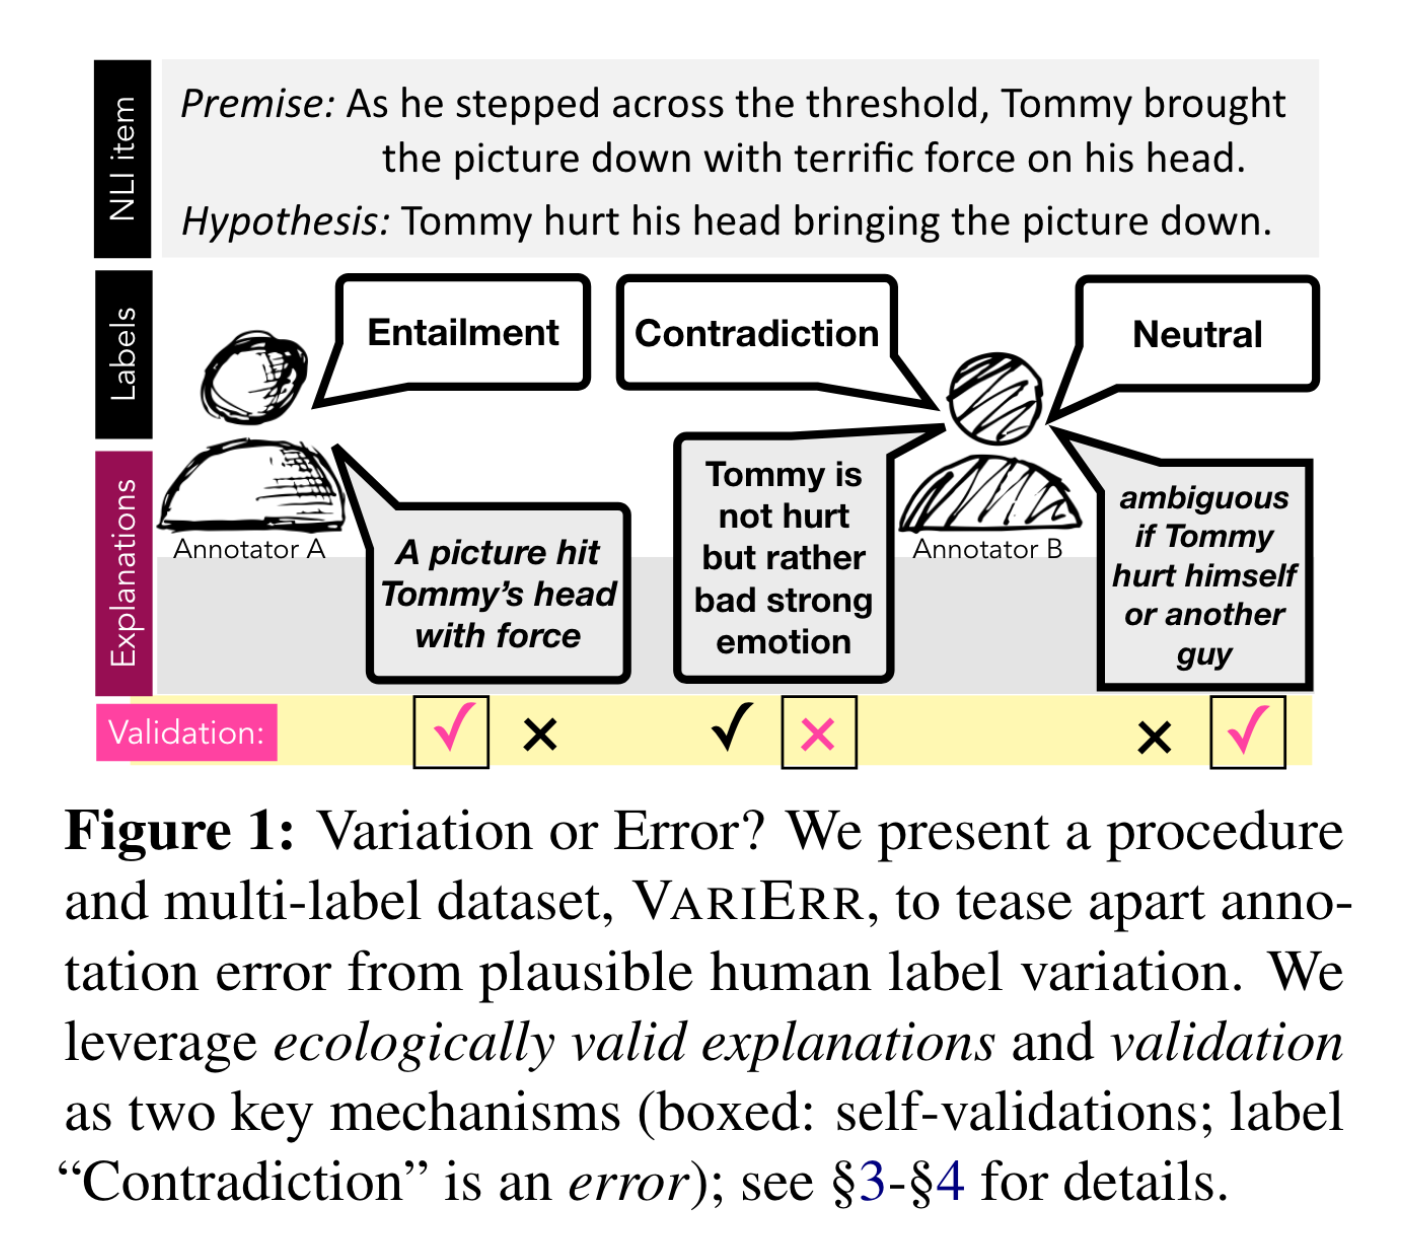 NLI item
Premise: As he stepped across the threshold, Tommy brought
the picture down with terrific force on his head.
Hypothesis: Tommy hurt his head bringing the picture down.
Labels
Entailment
Contradiction
Neutral
Explanations
Annotator A
A picture hit
Tommy’s head
with force
Tommy is
not hurt
but rather
bad strong
emotion
Annotator B
ambiguous
if Tommy
hurt himself
or another
guy
Validation:
✓ ✕ ✓ ✕ ✕ ✓
Figure 1: Variation or Error? We present a procedure
and multi-label dataset, VARIERR, to tease apart anno-
tation error from plausible human label variation. We
leverage ecologically valid explanations and validation
as two key mechanisms (boxed: self-validations; label
“Contradiction” is an error); see §3-§4 for details.